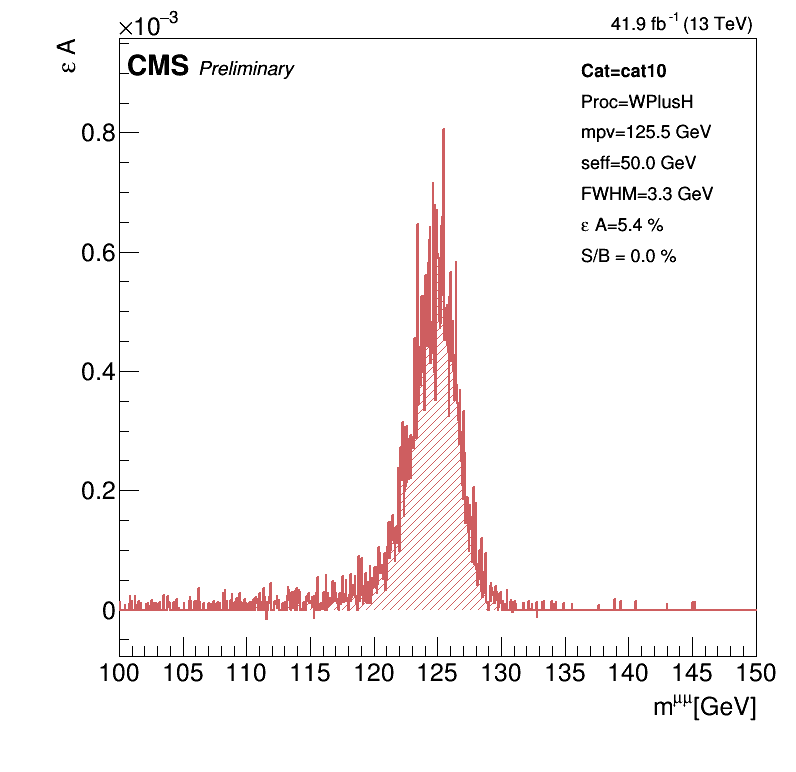 ×10⁻³
41.9 fb⁻¹ (13 TeV)
ε A
CMS Preliminary
Cat=cat10
Proc=WPlusH
mpv=125.5 GeV
seff=50.0 GeV
FWHM=3.3 GeV
ε A=5.4 %
S/B = 0.0 %
0.8
0.6
0.4
0.2
0
100 105 110 115 120 125 130 135 140 145 150
m^μμ[GeV]